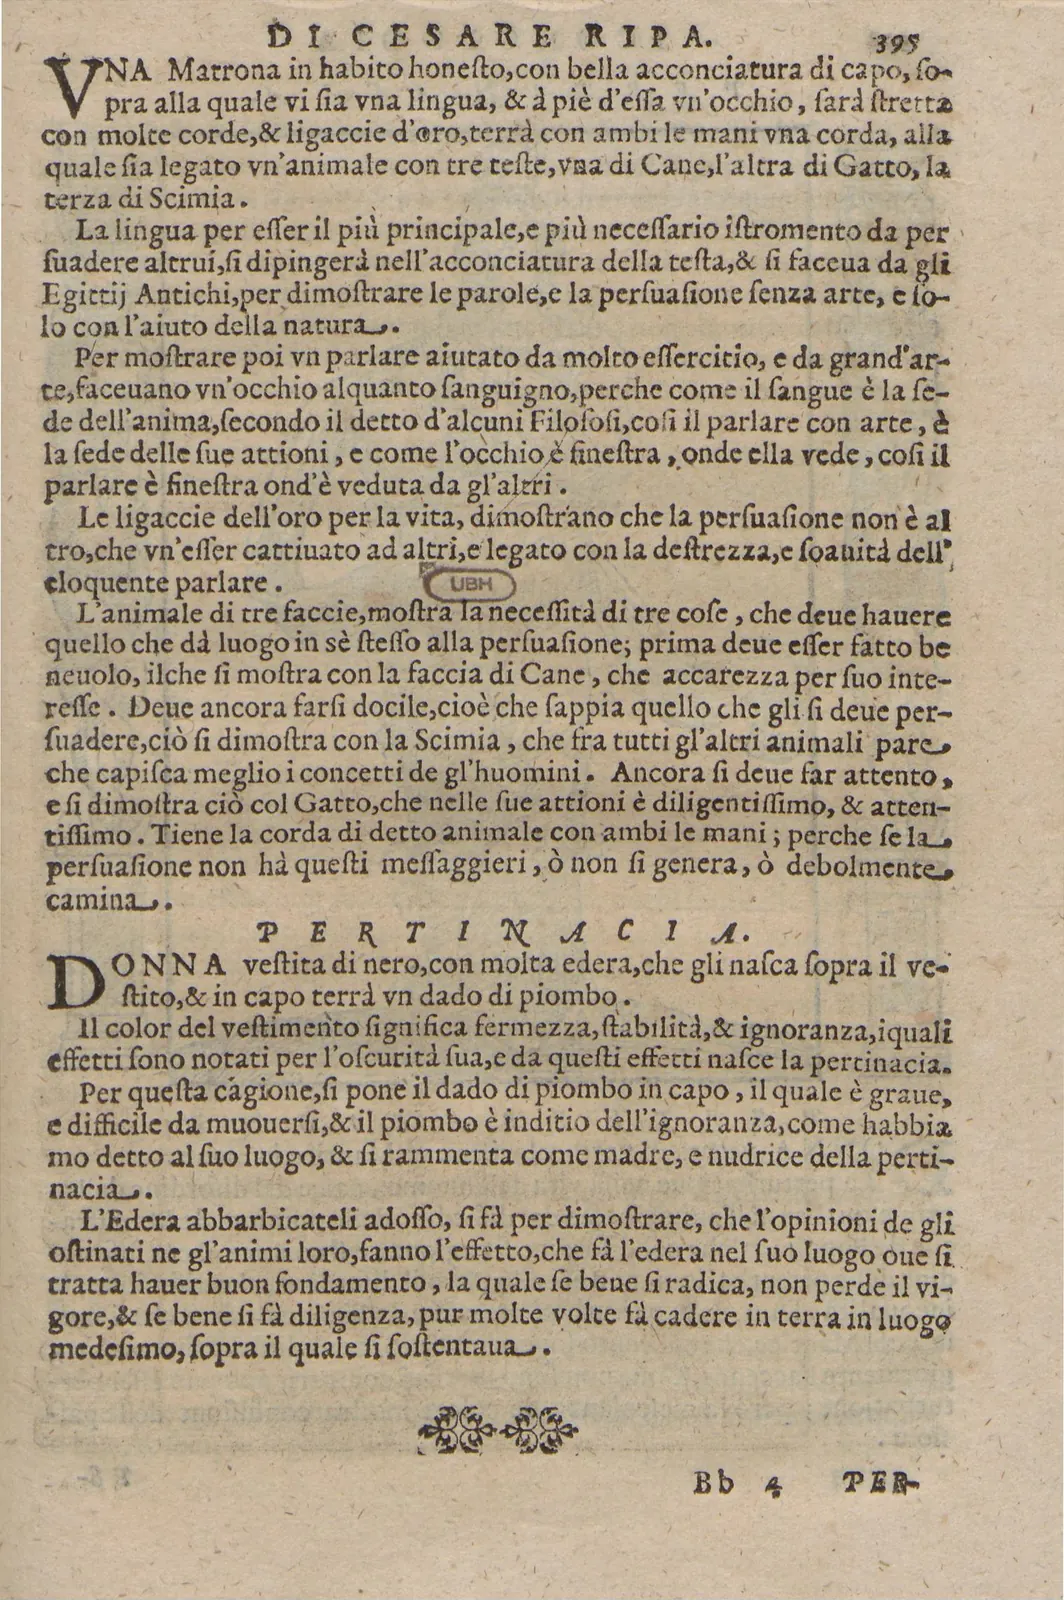 DI CESARE RIPA. 395
VNA Matrona in habito honeſto,con bella acconciatura di capo, ſo-
pra alla quale vi ſia vna lingua, & à piè d'eſſa vn'occhio, ſarà ſtretta
con molte corde,& ligaccie d'oro,terrà con ambi le mani vna corda, alla
quale ſia legato vn'animale con tre teſte,vna di Cane,l'altra di Gatto, la
terza di Scimia.
La lingua per eſſer il più principale,e più neceſſario iſtromento da per
ſuadere altrui,ſi dipingerà nell'acconciatura della teſta,& ſi faceua da gli
Egittij Antichi,per dimoſtrare le parole,e la perſuaſione ſenza arte, e ſo-
lo con l'aiuto della natura.
Per moſtrare poi vn parlare aiutato da molto eſſercitio, e da grand'ar-
te,faceuano vn'occhio alquanto ſanguigno,perche come il ſangue è la ſe-
de dell'anima,ſecondo il detto d'alcuni Filoſofi,coſi il parlare con arte, è
la ſede delle ſue attioni, e come l'occhio è fineſtra, onde ella vede, coſi il
parlare è fineſtra ond'è veduta da gl'altri.
Le ligaccie dell'oro per la vita, dimoſtrano che la perſuaſione non è al
tro,che vn'eſſer cattiuato ad altri,e legato con la deſtrezza,e ſoauità dell'
eloquente parlare.
UBH
L'animale di tre faccie,moſtra la neceſſità di tre coſe, che deue hauere
quello che dà luogo in sè ſteſſo alla perſuaſione; prima deue eſſer fatto be
neuolo, ilche ſi moſtra con la faccia di Cane, che accarezza per ſuo inte-
reſſe. Deue ancora farſi docile,cioè che ſappia quello che gli ſi deue per-
ſuadere,ciò ſi dimoſtra con la Scimia, che fra tutti gl'altri animali pare
che capiſca meglio i concetti de gl'huomini. Ancora ſi deue far attento,
e ſi dimoſtra ciò col Gatto,che nelle ſue attioni è diligentiſſimo, & atten-
tiſſimo. Tiene la corda di detto animale con ambi le mani; perche ſe la
perſuaſione non hà queſti meſſaggieri, ò non ſi genera, ò debolmente
camina.
PERTINACIA.
DONNA veſtita di nero,con molta edera,che gli naſca ſopra il ve-
ſtito,& in capo terrà vn dado di piombo.
Il color del veſtimento ſignifica fermezza,ſtabilità,& ignoranza,i quali
effetti ſono notati per l'oſcurità ſua,e da queſti effetti naſce la pertinacia.
Per queſta cagione,ſi pone il dado di piombo in capo, il quale è graue,
e difficile da muouerſi,& il piombo è inditio dell'ignoranza,come habbia
mo detto al ſuo luogo, & ſi rammenta come madre, e nudrice della perti-
nacia.
L'Edera abbarbicateli adoſſo, ſi fà per dimoſtrare, che l'opinioni de gli
oſtinati ne gl'animi loro,fanno l'effetto,che fà l'edera nel ſuo luogo oue ſi
tratta hauer buon fondamento, la quale ſe bene ſi radica, non perde il vi-
gore,& ſe bene ſi fà diligenza, pur molte volte fà cadere in terra in luogo
medeſimo, ſopra il quale ſi ſoſtentaua.
Bb 4 PER-